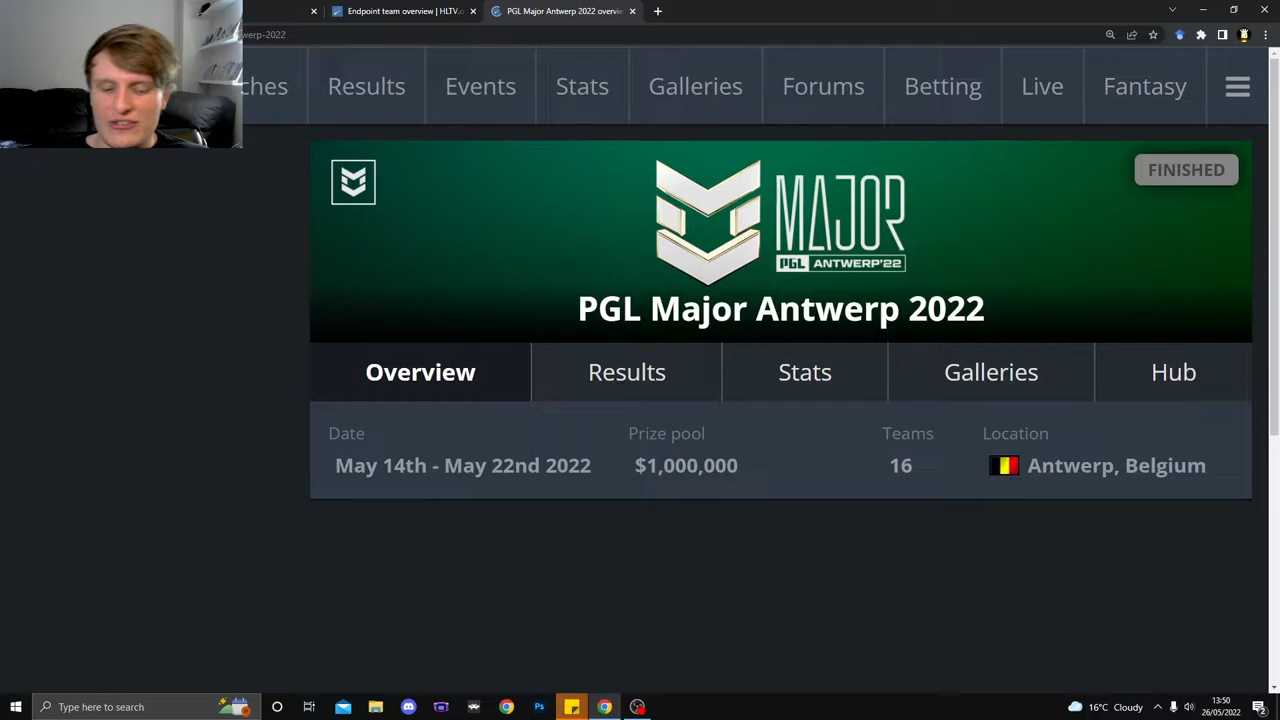 Endpoint team overview | HLTV.o
PGL Major Antwerp 2022 overvie
werp-2022
ches
Results
Events
Stats
Galleries
Forums
Betting
Live
Fantasy
FINISHED
MAJOR
PGL ANTWERP'22
PGL Major Antwerp 2022
Overview
Results
Stats
Galleries
Hub
Date
Prize pool
Teams
Location
May 14th - May 22nd 2022
$1,000,000
16
Antwerp, Belgium
Type here to search
Ps
16°C Cloudy
13:50
26/05/2022
2